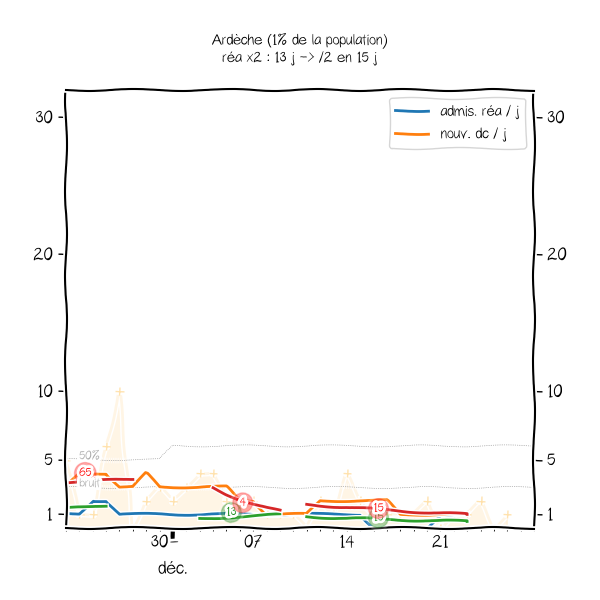 Ardèche (1% de la population)
réa x2 : 13 j -> /2 en 15 j
admis. réa / j
nouv. dc / j
30 30
20 20
10 10
5 5
1 1
50%
65
bruit
13
4
15
30 07 14 21
déc.